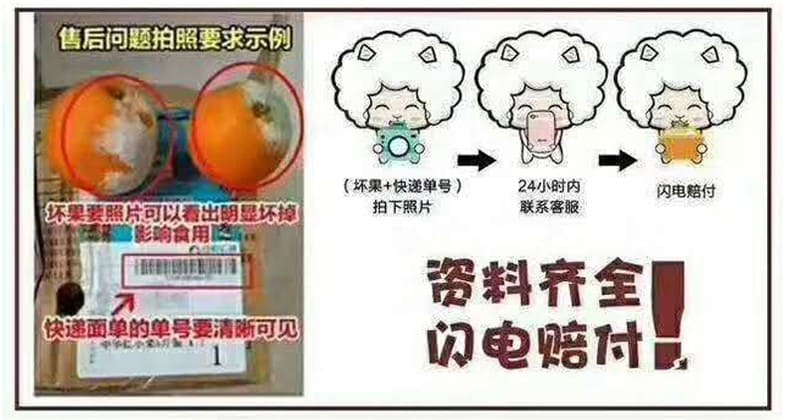 售后问题拍照要求示例
坏果要照片可以看出明显坏掉
影响食用
快递面单的单号要清晰可见
1
(坏果+快递单号)
拍下照片
24小时内
联系客服
闪电赔付
资料齐全
闪电赔付!